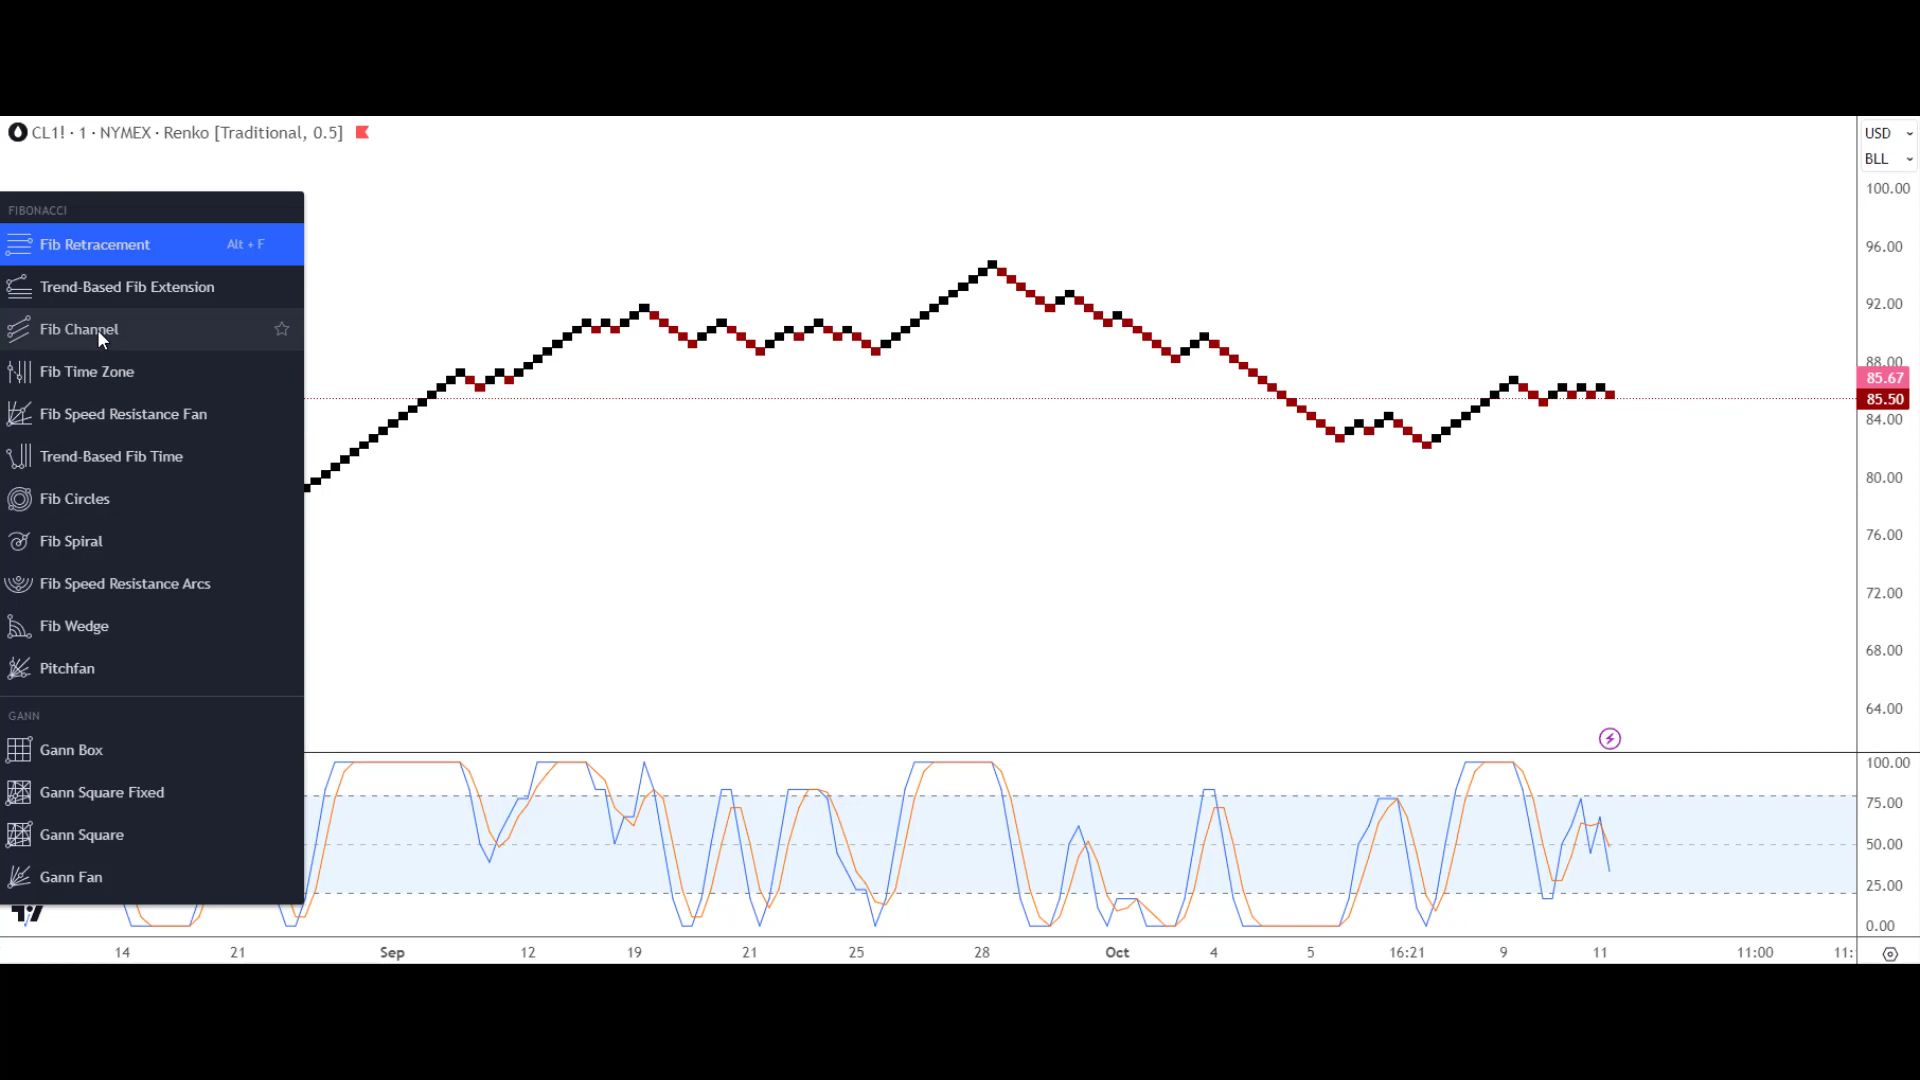 CL1! · 1 · NYMEX · Renko [Traditional, 0.5]
USD
BLL
100.00
96.00
92.00
88.00
85.67
85.50
84.00
80.00
76.00
72.00
68.00
64.00
FIBONACCI
Fib Retracement Alt + F
Trend-Based Fib Extension
Fib Channel
Fib Time Zone
Fib Speed Resistance Fan
Trend-Based Fib Time
Fib Circles
Fib Spiral
Fib Speed Resistance Arcs
Fib Wedge
Pitchfan
GANN
Gann Box
Gann Square Fixed
Gann Square
Gann Fan
100.00
75.00
50.00
25.00
0.00
14 21 Sep 12 19 21 25 28 Oct 4 5 16:21 9 11 11:00 11: